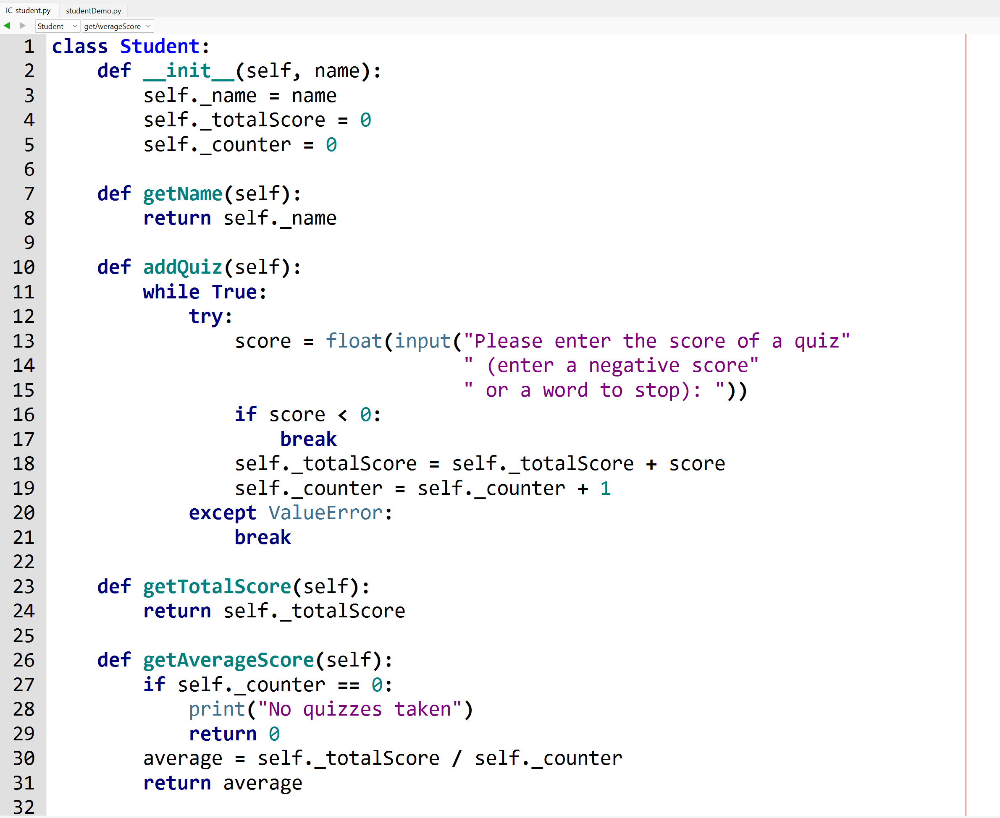 IC_student.py studentDemo.py
Student getAverageScore
1 class Student:
2     def __init__(self, name):
3         self._name = name
4         self._totalScore = 0
5         self._counter = 0
6
7     def getName(self):
8         return self._name
9
10     def addQuiz(self):
11         while True:
12             try:
13                 score = float(input("Please enter the score of a quiz"
14                                     " (enter a negative score"
15                                     " or a word to stop): "))
16                 if score < 0:
17                     break
18                 self._totalScore = self._totalScore + score
19                 self._counter = self._counter + 1
20             except ValueError:
21                 break
22
23     def getTotalScore(self):
24         return self._totalScore
25
26     def getAverageScore(self):
27         if self._counter == 0:
28             print("No quizzes taken")
29             return 0
30         average = self._totalScore / self._counter
31         return average
32